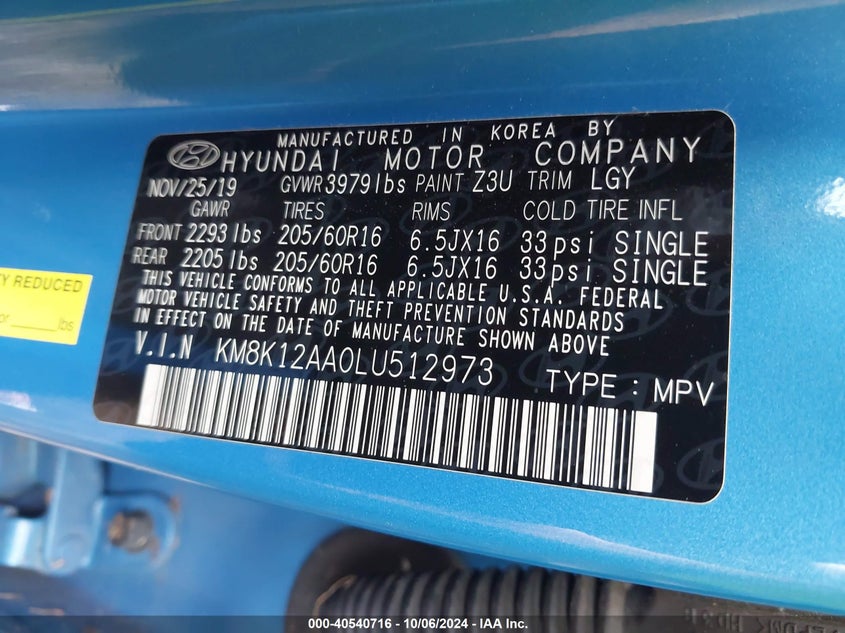 MANUFACTURED IN KOREA BY
HYUNDAI MOTOR COMPANY
NOV/25/19 GVWR 3979lbs PAINT Z3U TRIM LGY
GAWR TIRES RIMS COLD TIRE INFL
FRONT 2293 lbs 205/60R16 6.5JX16 33psi SINGLE
REAR 2205 lbs 205/60R16 6.5JX16 33psi SINGLE
THIS VEHICLE CONFORMS TO ALL APPLICABLE U.S.A. FEDERAL
MOTOR VEHICLE SAFETY AND THEFT PREVENTION STANDARDS
IN EFFECT ON THE DATE OF MANUFACTURE SHOWN ABOVE
V.I.N KM8K12AA0LU512973 TYPE : MPV
REDUCED
lbs
000-40540716 - 10/06/2024 - IAA Inc.